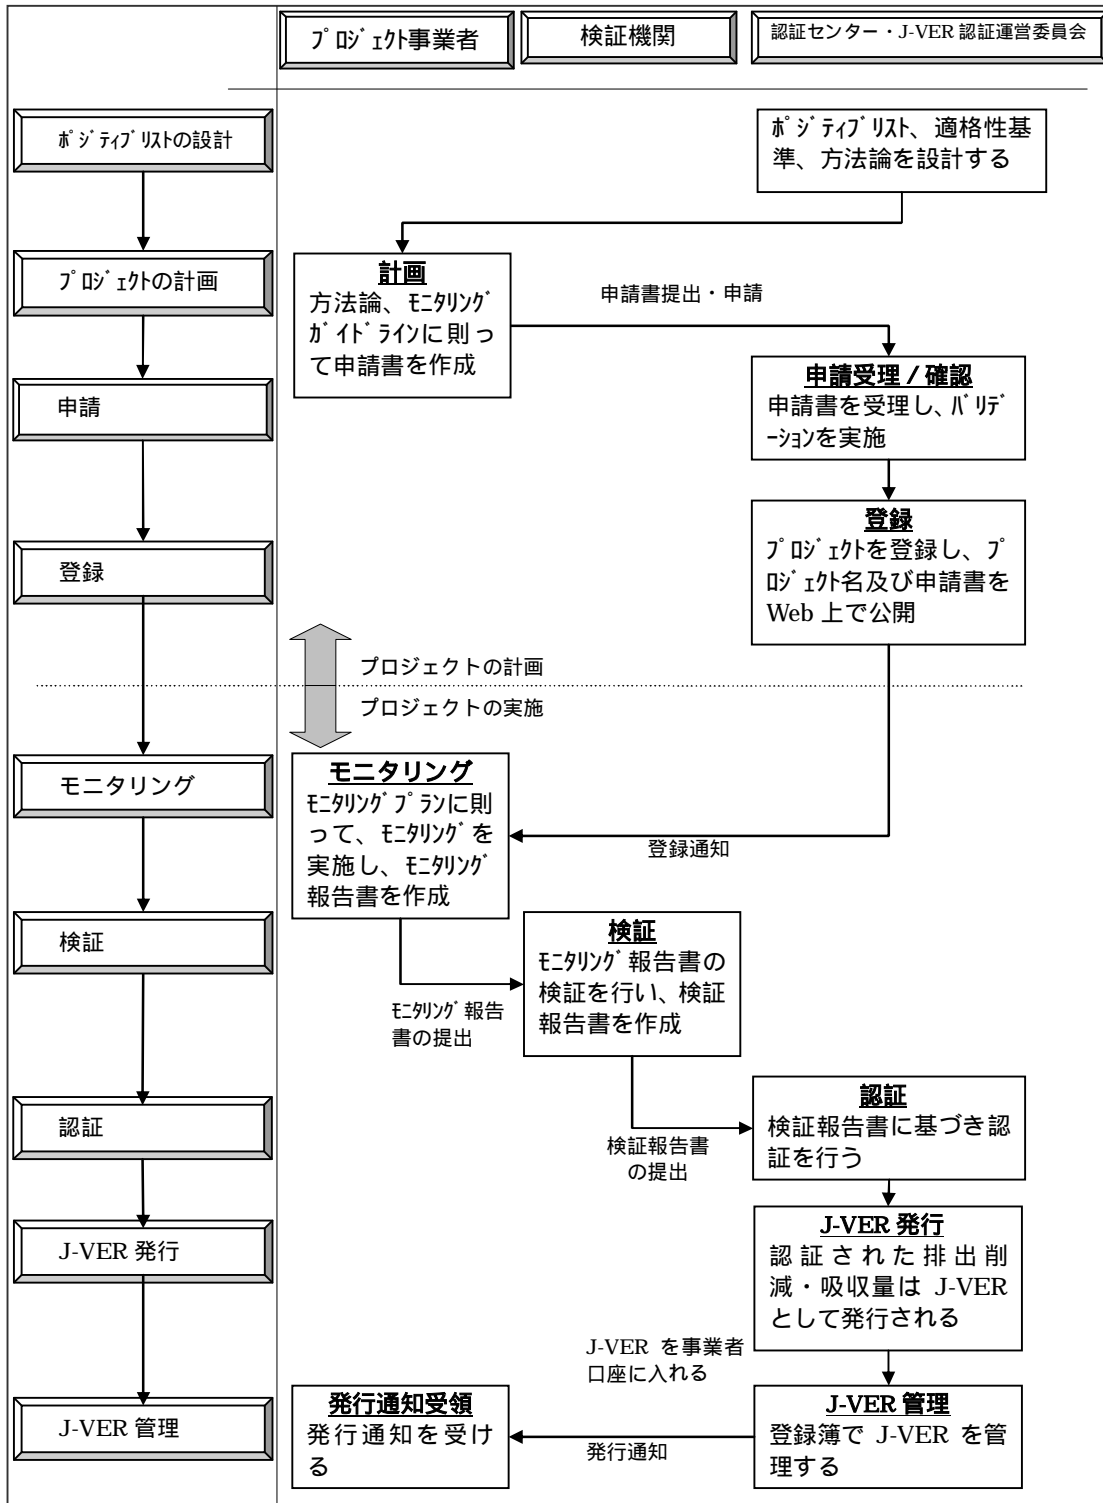 ﾌﾟﾛｼﾞｪｸﾄ事業者
検証機関
認証センター・J-VER 認証運営委員会
ﾎﾟｼﾞﾃｨﾌﾞﾘｽﾄの設計
ﾎﾟｼﾞﾃｨﾌﾞﾘｽﾄ、適格性基
準、方法論を設計する
ﾌﾟﾛｼﾞｪｸﾄの計画
計画
方法論、ﾓﾆﾀﾘﾝｸﾞ
ｶﾞｲﾄﾞﾗｲﾝに則っ
て申請書を作成
申請書提出・申請
申請
申請受理／確認
申請書を受理し、ﾊﾞﾘﾃﾞ
ｰｼｮﾝを実施
登録
登録
ﾌﾟﾛｼﾞｪｸﾄを登録し、ﾌﾟ
ﾛｼﾞｪｸﾄ名及び申請書を
Web 上で公開
プロジェクトの計画
プロジェクトの実施
モニタリング
モニタリング
ﾓﾆﾀﾘﾝｸﾞﾌﾟﾗﾝに則
って、ﾓﾆﾀﾘﾝｸﾞを
実施し、ﾓﾆﾀﾘﾝｸﾞ
報告書を作成
登録通知
検証
検証
ﾓﾆﾀﾘﾝｸﾞ報告書の
検証を行い、検証
報告書を作成
ﾓﾆﾀﾘﾝｸﾞ報告
書の提出
認証
認証
検証報告書に基づき認
証を行う
検証報告書
の提出
J-VER 発行
J-VER 発行
認証された排出削
減・吸収量は J-VER
として発行される
J-VER を事業者
口座に入れる
J-VER 管理
発行通知受領
発行通知を受け
る
発行通知
J-VER 管理
登録簿で J-VER を管
理する